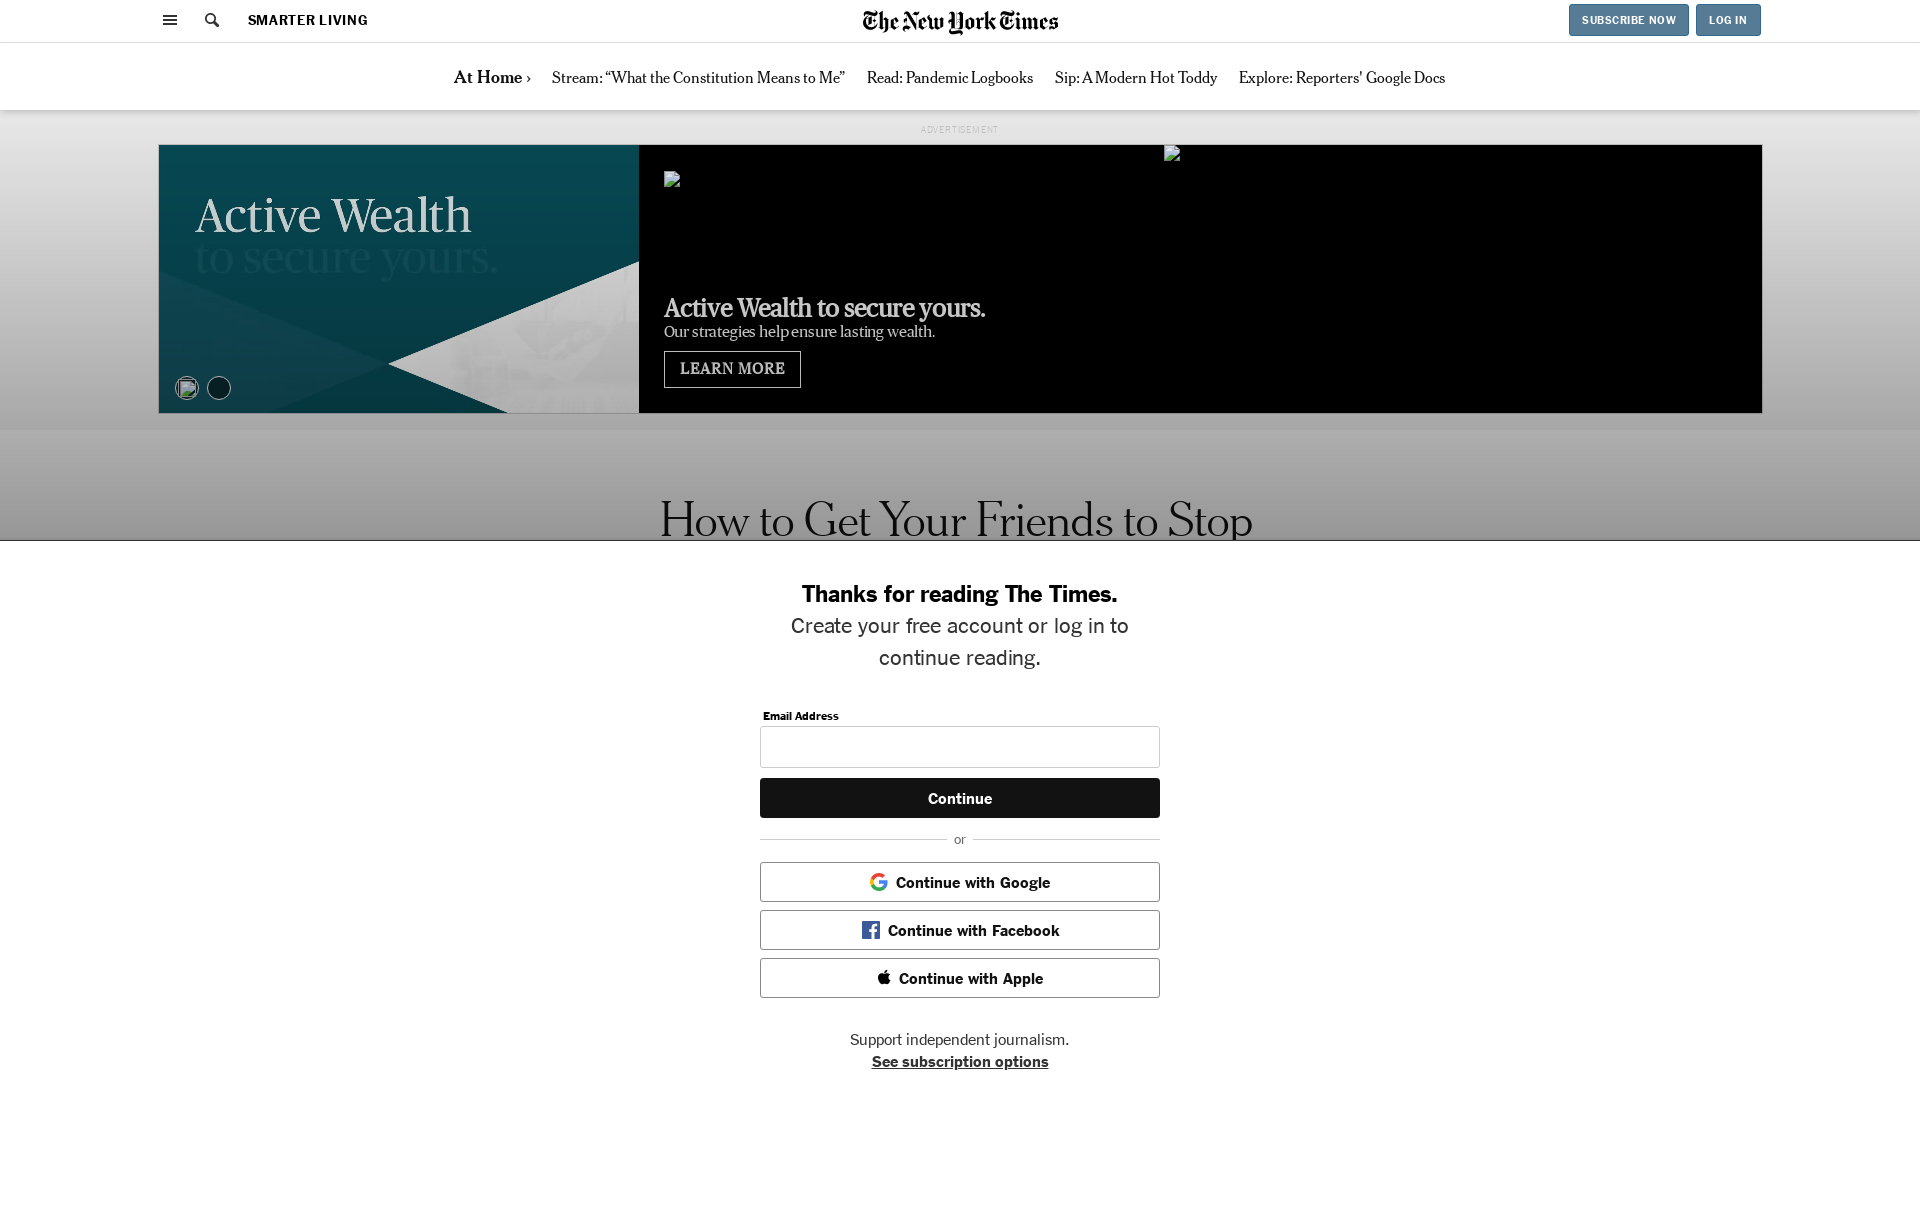 SMARTER LIVING
The New York Times
SUBSCRIBE NOW
LOG IN
At Home ›
Stream: “What the Constitution Means to Me”
Read: Pandemic Logbooks
Sip: A Modern Hot Toddy
Explore: Reporters' Google Docs
ADVERTISEMENT
Active Wealth
to secure yours.
Active Wealth to secure yours.
Our strategies help ensure lasting wealth.
LEARN MORE
How to Get Your Friends to Stop
Thanks for reading The Times.
Create your free account or log in to
continue reading.
Email Address
Continue
or
Continue with Google
Continue with Facebook
Continue with Apple
Support independent journalism.
See subscription options